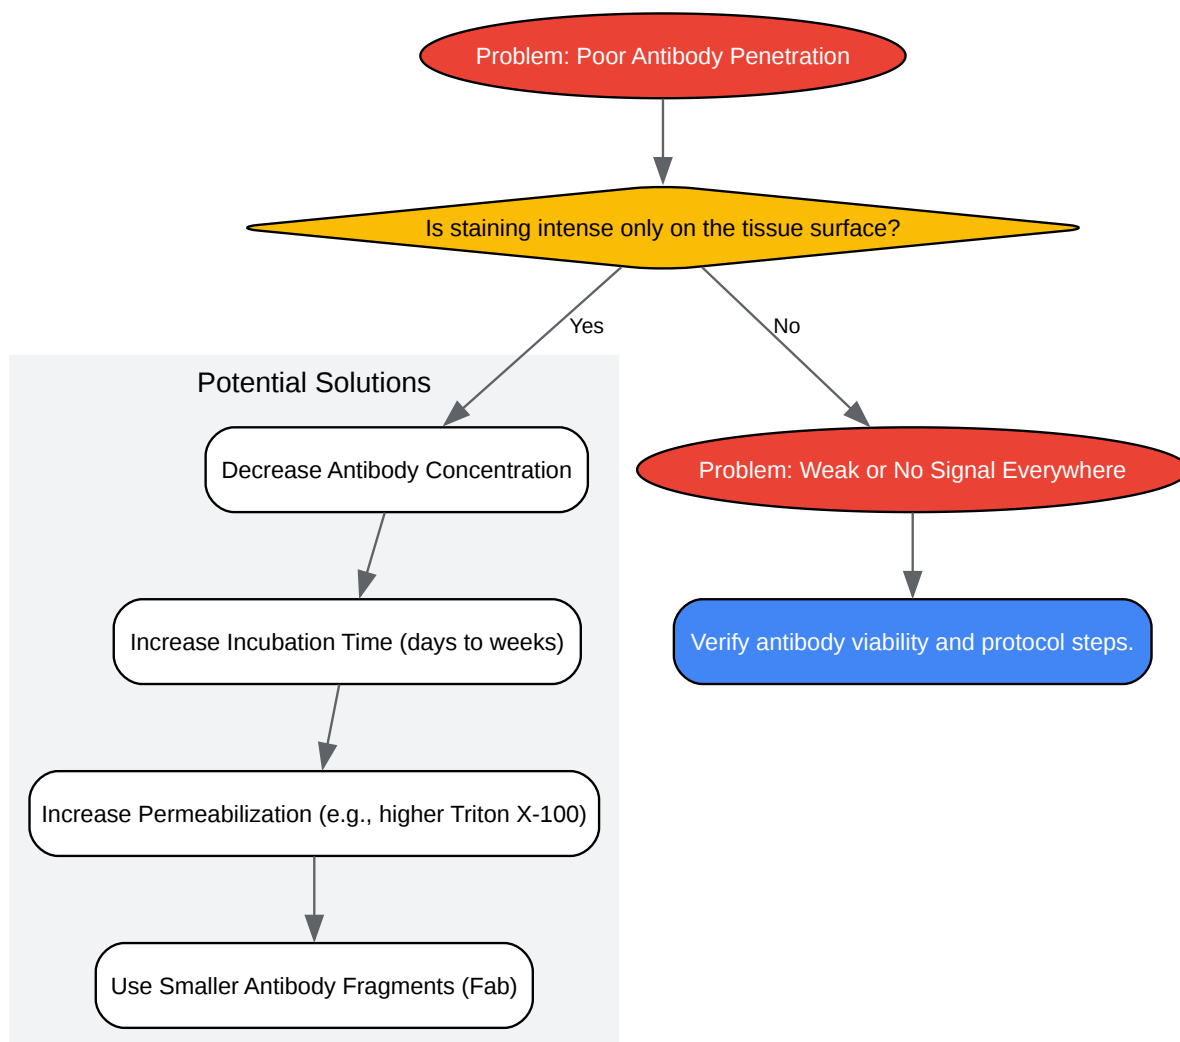 Problem: Poor Antibody Penetration
Is staining intense only on the tissue surface?
Yes
No
Potential Solutions
Decrease Antibody Concentration
Problem: Weak or No Signal Everywhere
Increase Incubation Time (days to weeks)
Verify antibody viability and protocol steps.
Increase Permeabilization (e.g., higher Triton X-100)
Use Smaller Antibody Fragments (Fab)